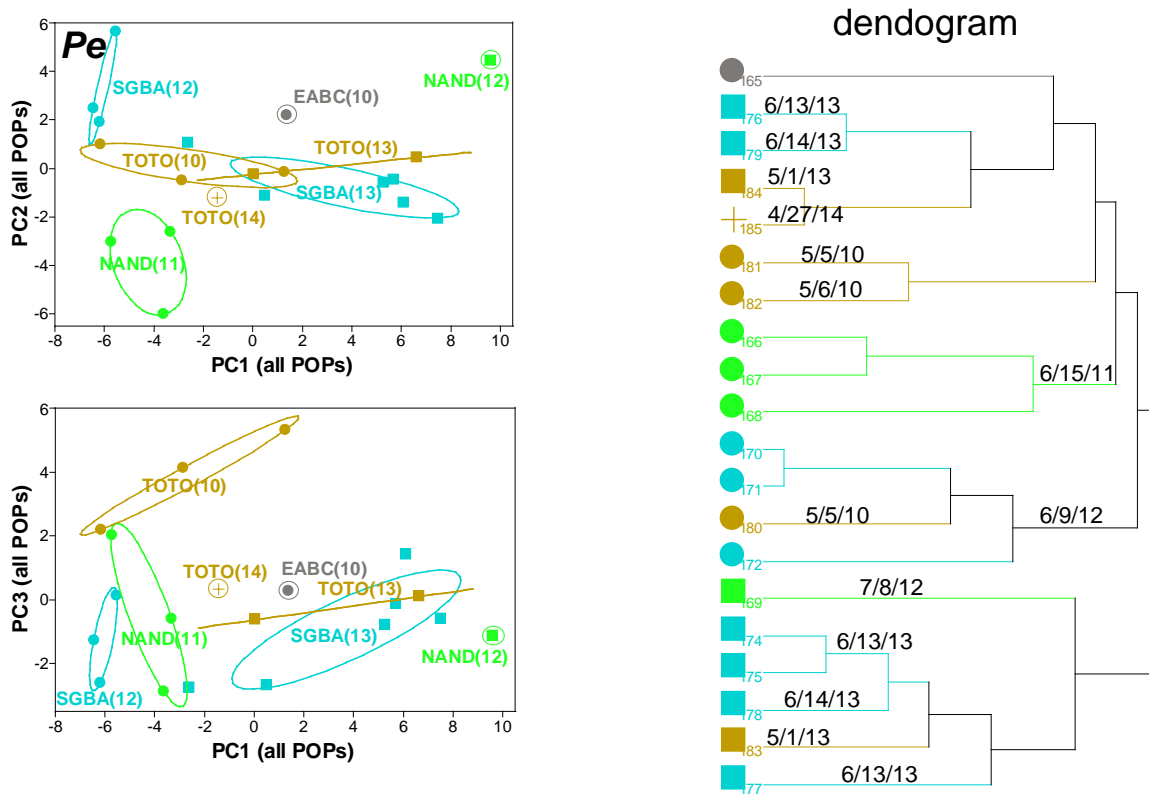 Pe
6
4
2
0
-2
-4
-6
PC2 (all POPs)
SGBA(12)
NAND(12)
EABC(10)
TOTO(13)
TOTO(10)
SGBA(13)
TOTO(14)
NAND(11)
-8 -6 -4 -2 0 2 4 6 8 10
PC1 (all POPs)
6
4
2
0
-2
PC3 (all POPs)
TOTO(10)
TOTO(14)
EABC(10)
TOTO(13)
NAND(11)
SGBA(13)
SGBA(12)
NAND(12)
-8 -6 -4 -2 0 2 4 6 8 10
PC1 (all POPs)
dendogram
165
176 6/13/13
179 6/14/13
184 5/1/13
185 4/27/14
181 5/5/10
182 5/6/10
166
167
6/15/11
168
170
171
180 5/5/10
6/9/12
172
169 7/8/12
174
6/13/13
175
178 6/14/13
183 5/1/13
177 6/13/13